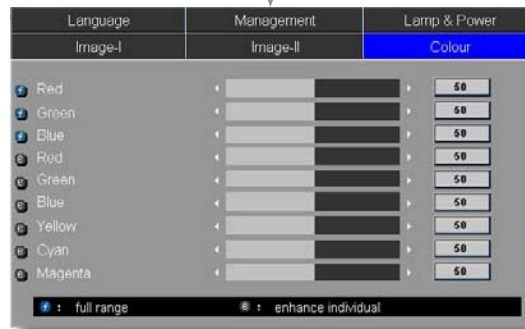 Language Management Lamp & Power
Image-I Image-II Colour
f Red 50
f Green 50
f Blue 50
e Red 50
e Green 50
e Blue 50
e Yellow 50
e Cyan 50
e Magenta 50
f : full range e : enhance individual